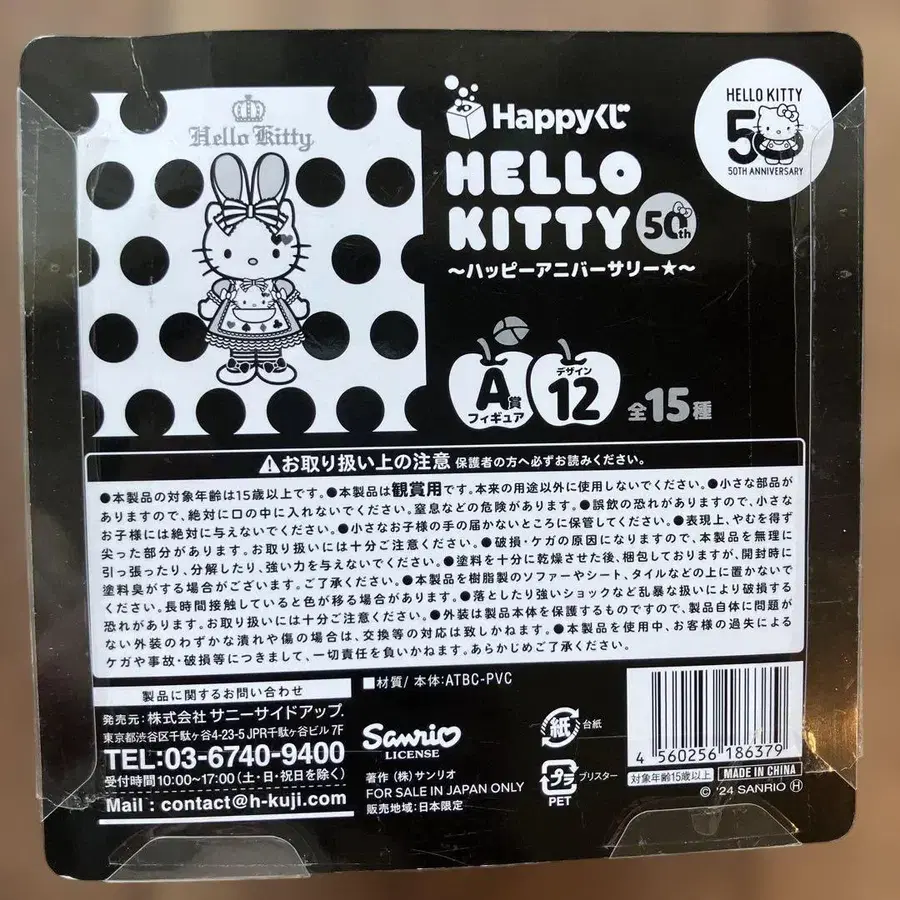 Hello Kitty
Happyくじ
HELLO
KITTY 50th
～ハッピーアニバーサリー★～
HELLO KITTY
50
50TH ANNIVERSARY
A賞
フィギュア
デザイン
12
全15種
⚠お取り扱い上の注意 保護者の方へ必ずお読みください。
●本製品の対象年齢は15歳以上です。●本製品は観賞用です。本来の用途以外に使用しないでください。●小さな部品が
ありますので、絶対に口の中に入れないでください。窒息などの危険があります。●誤飲の恐れがありますので、小さな
お子様には絶対に与えないでください。●小さなお子様の手の届かないところに保管してください。●表現上、やむを得ず
尖った部分があります。お取り扱いには十分ご注意ください。●破損・ケガの原因になりますので、本製品を無理に
引っ張ったり、分解したり、強い力を与えないでください。●塗料を十分に乾燥させた後、梱包しておりますが、開封時に
塗料臭がする場合がございます。ご了承ください。●本製品を樹脂製のソファーやシート、タイルなどの上に置かないで
ください。長時間接触していると色が移る場合があります。●落としたり強いショックなど乱暴な扱いにより破損する
恐れがあります。お取り扱いには十分ご注意ください。●外装は製品本体を保護するものですので、製品自体に問題が
ない外装のわずかな潰れや傷の場合は、交換等の対応は致しかねます。●本製品を使用中、お客様の過失による
ケガや事故・破損等につきまして、一切責任を負いかねます。あらかじめご了承ください。
製品に関するお問い合わせ
発売元：株式会社 サニーサイドアップ
東京都渋谷区千駄ヶ谷4-23-5 JPR千駄ヶ谷ビル 7F
TEL:03-6740-9400
受付時間10:00〜17:00（土・日・祝日を除く）
Mail : contact@h-kuji.com
■材質/ 本体:ATBC-PVC
Sanrio
LICENSE
著作（株）サンリオ
FOR SALE IN JAPAN ONLY
販売地域：日本限定
紙 台紙
プラ ブリスター
PET
4 560256 186379
対象年齢15歳以上 MADE IN CHINA
© '24 SANRIO Ⓗ